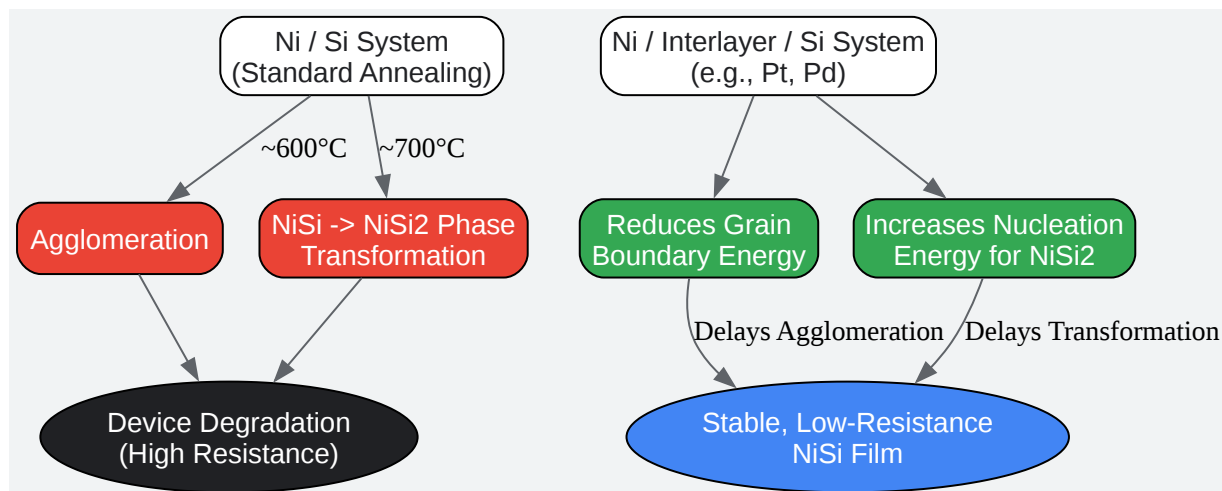 Ni / Si System
(Standard Annealing)
Ni / Interlayer / Si System
(e.g., Pt, Pd)
~600°C
~700°C
Agglomeration
NiSi -> NiSi2 Phase
Transformation
Reduces Grain
Boundary Energy
Increases Nucleation
Energy for NiSi2
Delays Agglomeration
Delays Transformation
Device Degradation
(High Resistance)
Stable, Low-Resistance
NiSi Film